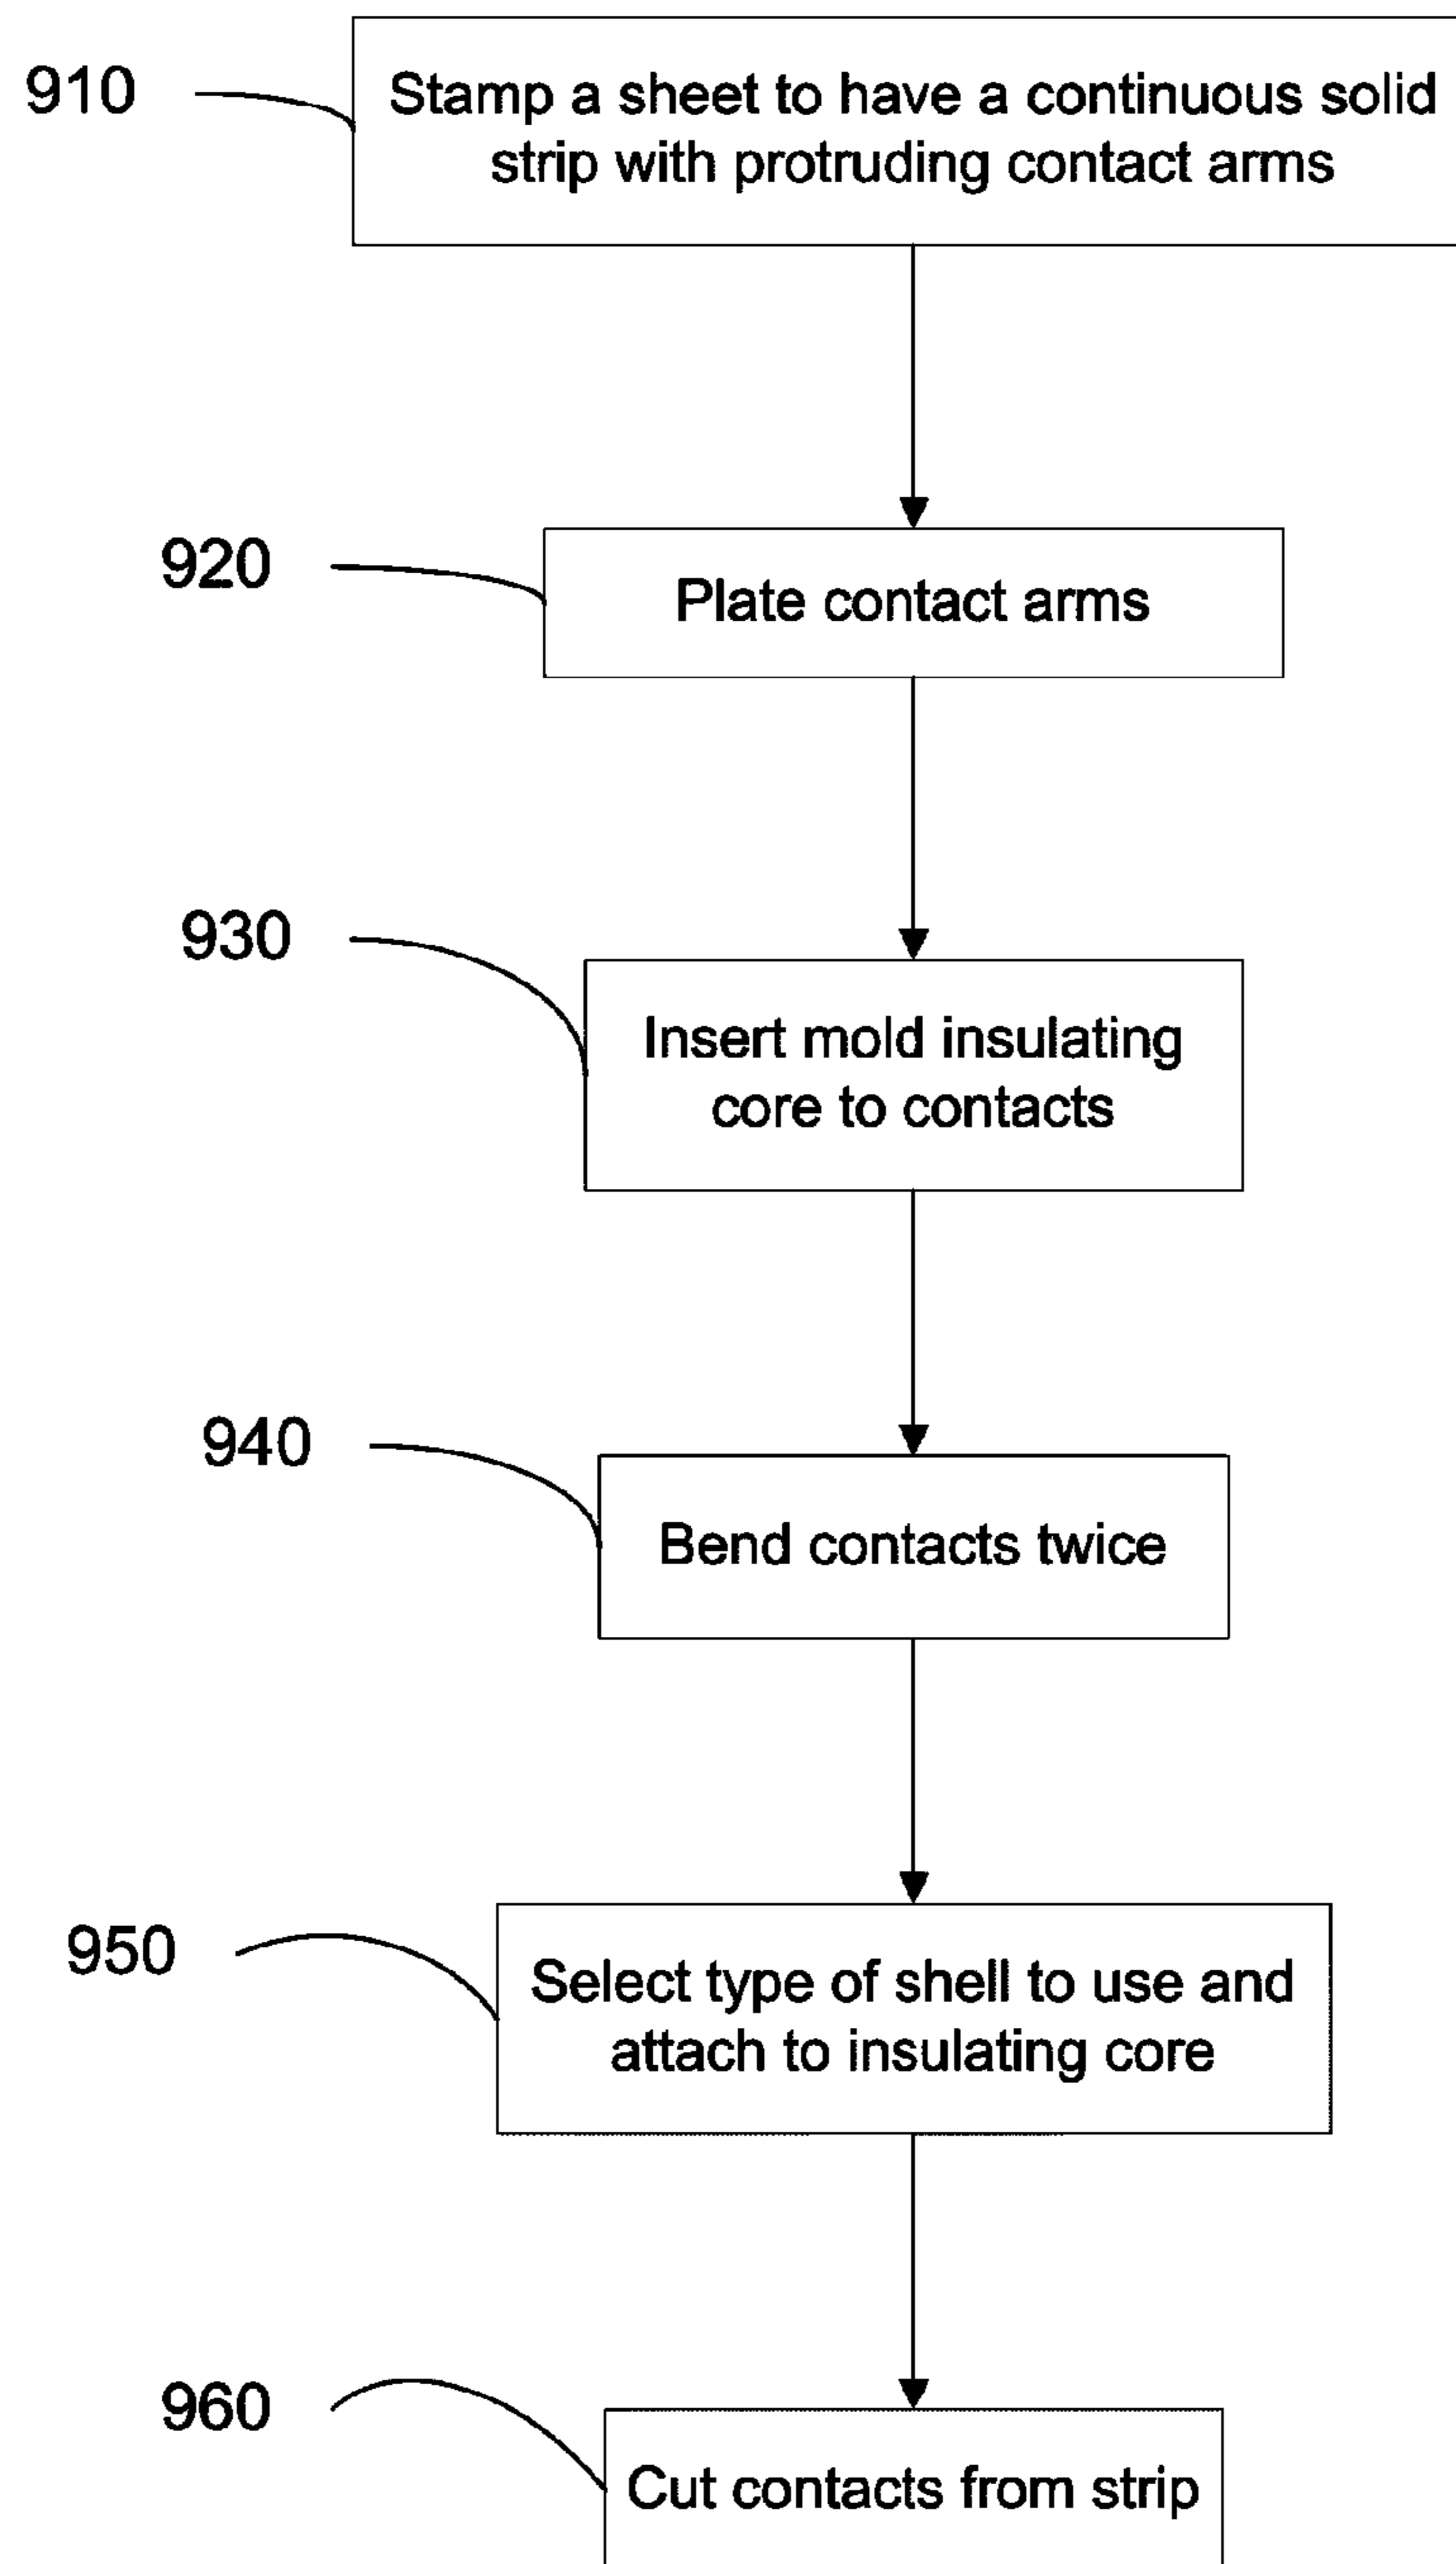 910
Stamp a sheet to have a continuous solid
strip with protruding contact arms
920
Plate contact arms
930
Insert mold insulating
core to contacts
940
Bend contacts twice
950
Select type of shell to use and
attach to insulating core
960
Cut contacts from strip